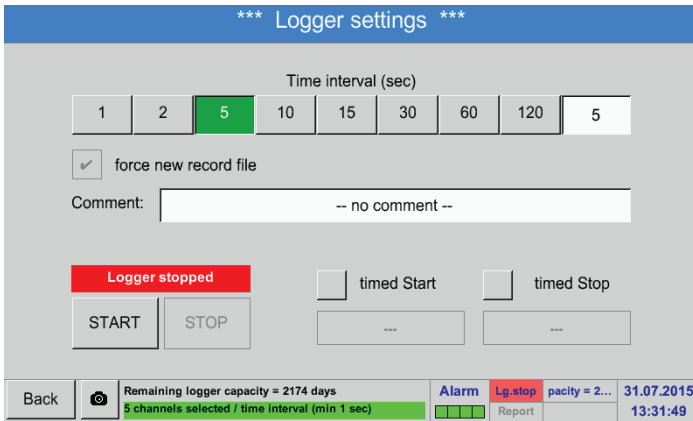 *** Logger settings ***
Time interval (sec)
1 2 5 10 15 30 60 120 5
force new record file
Comment: -- no comment --
Logger stopped
timed Start timed Stop
START STOP --- ---
Back Remaining logger capacity = 2174 days Alarm Lg.stop pacity = 2... 31.07.2015
5 channels selected / time interval (min 1 sec) Report 13:31:49